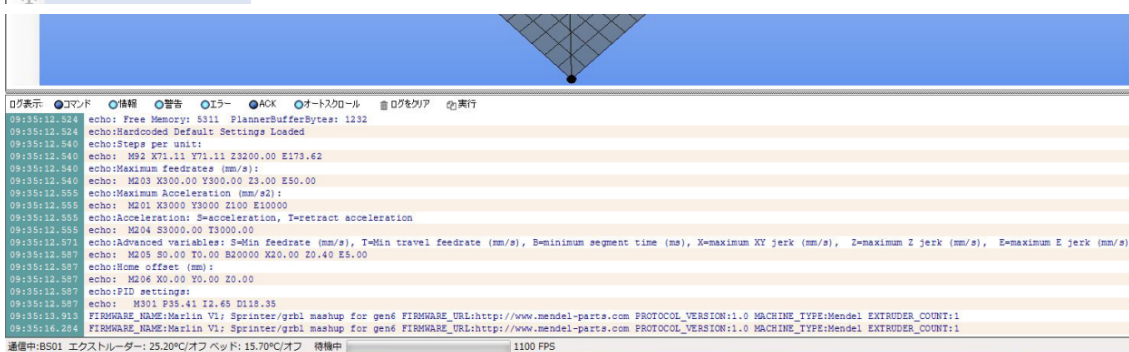 ログ表示: コマンド 情報 警告 エラー ACK オートスクロール ログをクリア 実行
09:35:12.524 echo: Free Memory: 5311 PlannerBufferBytes: 1232
09:35:12.524 echo:Hardcoded Default Settings Loaded
09:35:12.540 echo:Steps per unit:
09:35:12.540 echo: M92 X71.11 Y71.11 Z3200.00 E173.62
09:35:12.540 echo:Maximum feedrates (mm/s):
09:35:12.540 echo: M203 X300.00 Y300.00 Z3.00 E50.00
09:35:12.555 echo:Maximum Acceleration (mm/s2):
09:35:12.555 echo: M201 X3000 Y3000 Z100 E10000
09:35:12.555 echo:Acceleration: S=acceleration, T=retract acceleration
09:35:12.555 echo: M204 S3000.00 T3000.00
09:35:12.571 echo:Advanced variables: S=Min feedrate (mm/s), T=Min travel feedrate (mm/s), B=minimum segment time (ms), X=maximum XY jerk (mm/s), Z=maximum Z jerk (mm/s), E=maximum E jerk (mm/s)
09:35:12.587 echo: M205 S0.00 T0.00 B20000 X20.00 Z0.40 E5.00
09:35:12.587 echo:Home offset (mm):
09:35:12.587 echo: M206 X0.00 Y0.00 Z0.00
09:35:12.587 echo:PID settings:
09:35:12.587 echo: M301 P35.41 I2.65 D118.35
09:35:13.913 FIRMWARE_NAME:Marlin V1; Sprinter/grbl mashup for gen6 FIRMWARE_URL:http://www.mendel-parts.com PROTOCOL_VERSION:1.0 MACHINE_TYPE:Mendel EXTRUDER_COUNT:1
09:35:16.284 FIRMWARE_NAME:Marlin V1; Sprinter/grbl mashup for gen6 FIRMWARE_URL:http://www.mendel-parts.com PROTOCOL_VERSION:1.0 MACHINE_TYPE:Mendel EXTRUDER_COUNT:1
通信中:BS01 エクストルーダー: 25.20°C/オフ ベッド: 15.70°C/オフ 待機中 1100 FPS